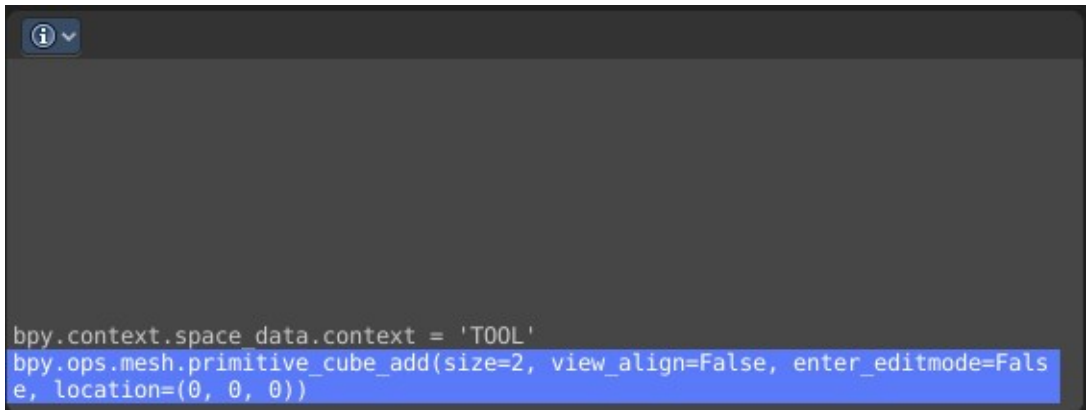 bpy.context.space_data.context = 'TOOL'
bpy.ops.mesh.primitive_cube_add(size=2, view_align=False, enter_editmode=Fals
e, location=(0, 0, 0))